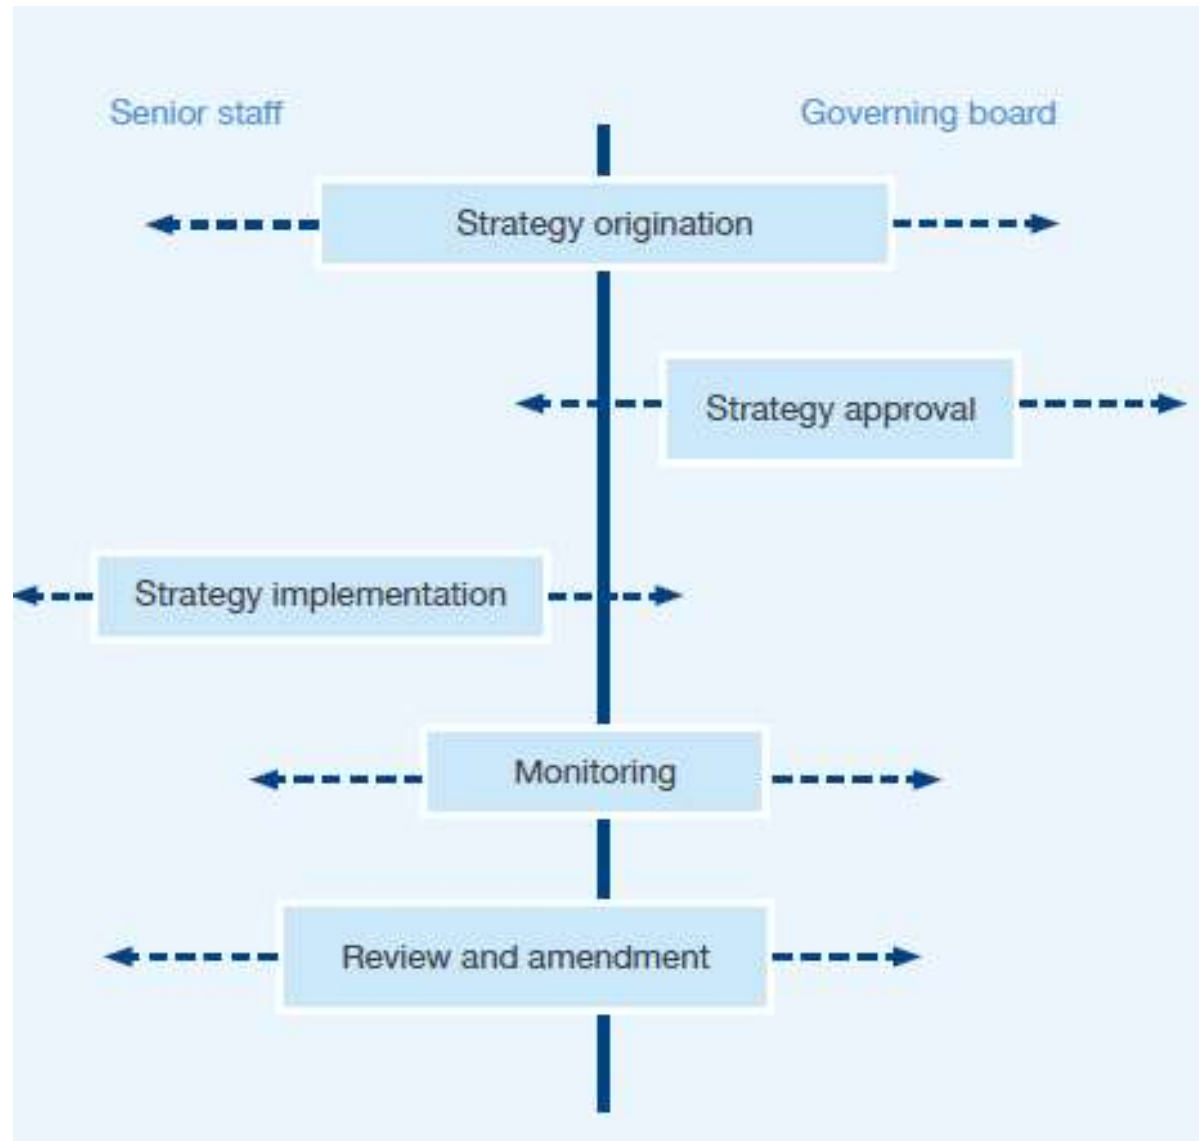 Senior staff
Governing board
Strategy origination
Strategy approval
Strategy implementation
Monitoring
Review and amendment